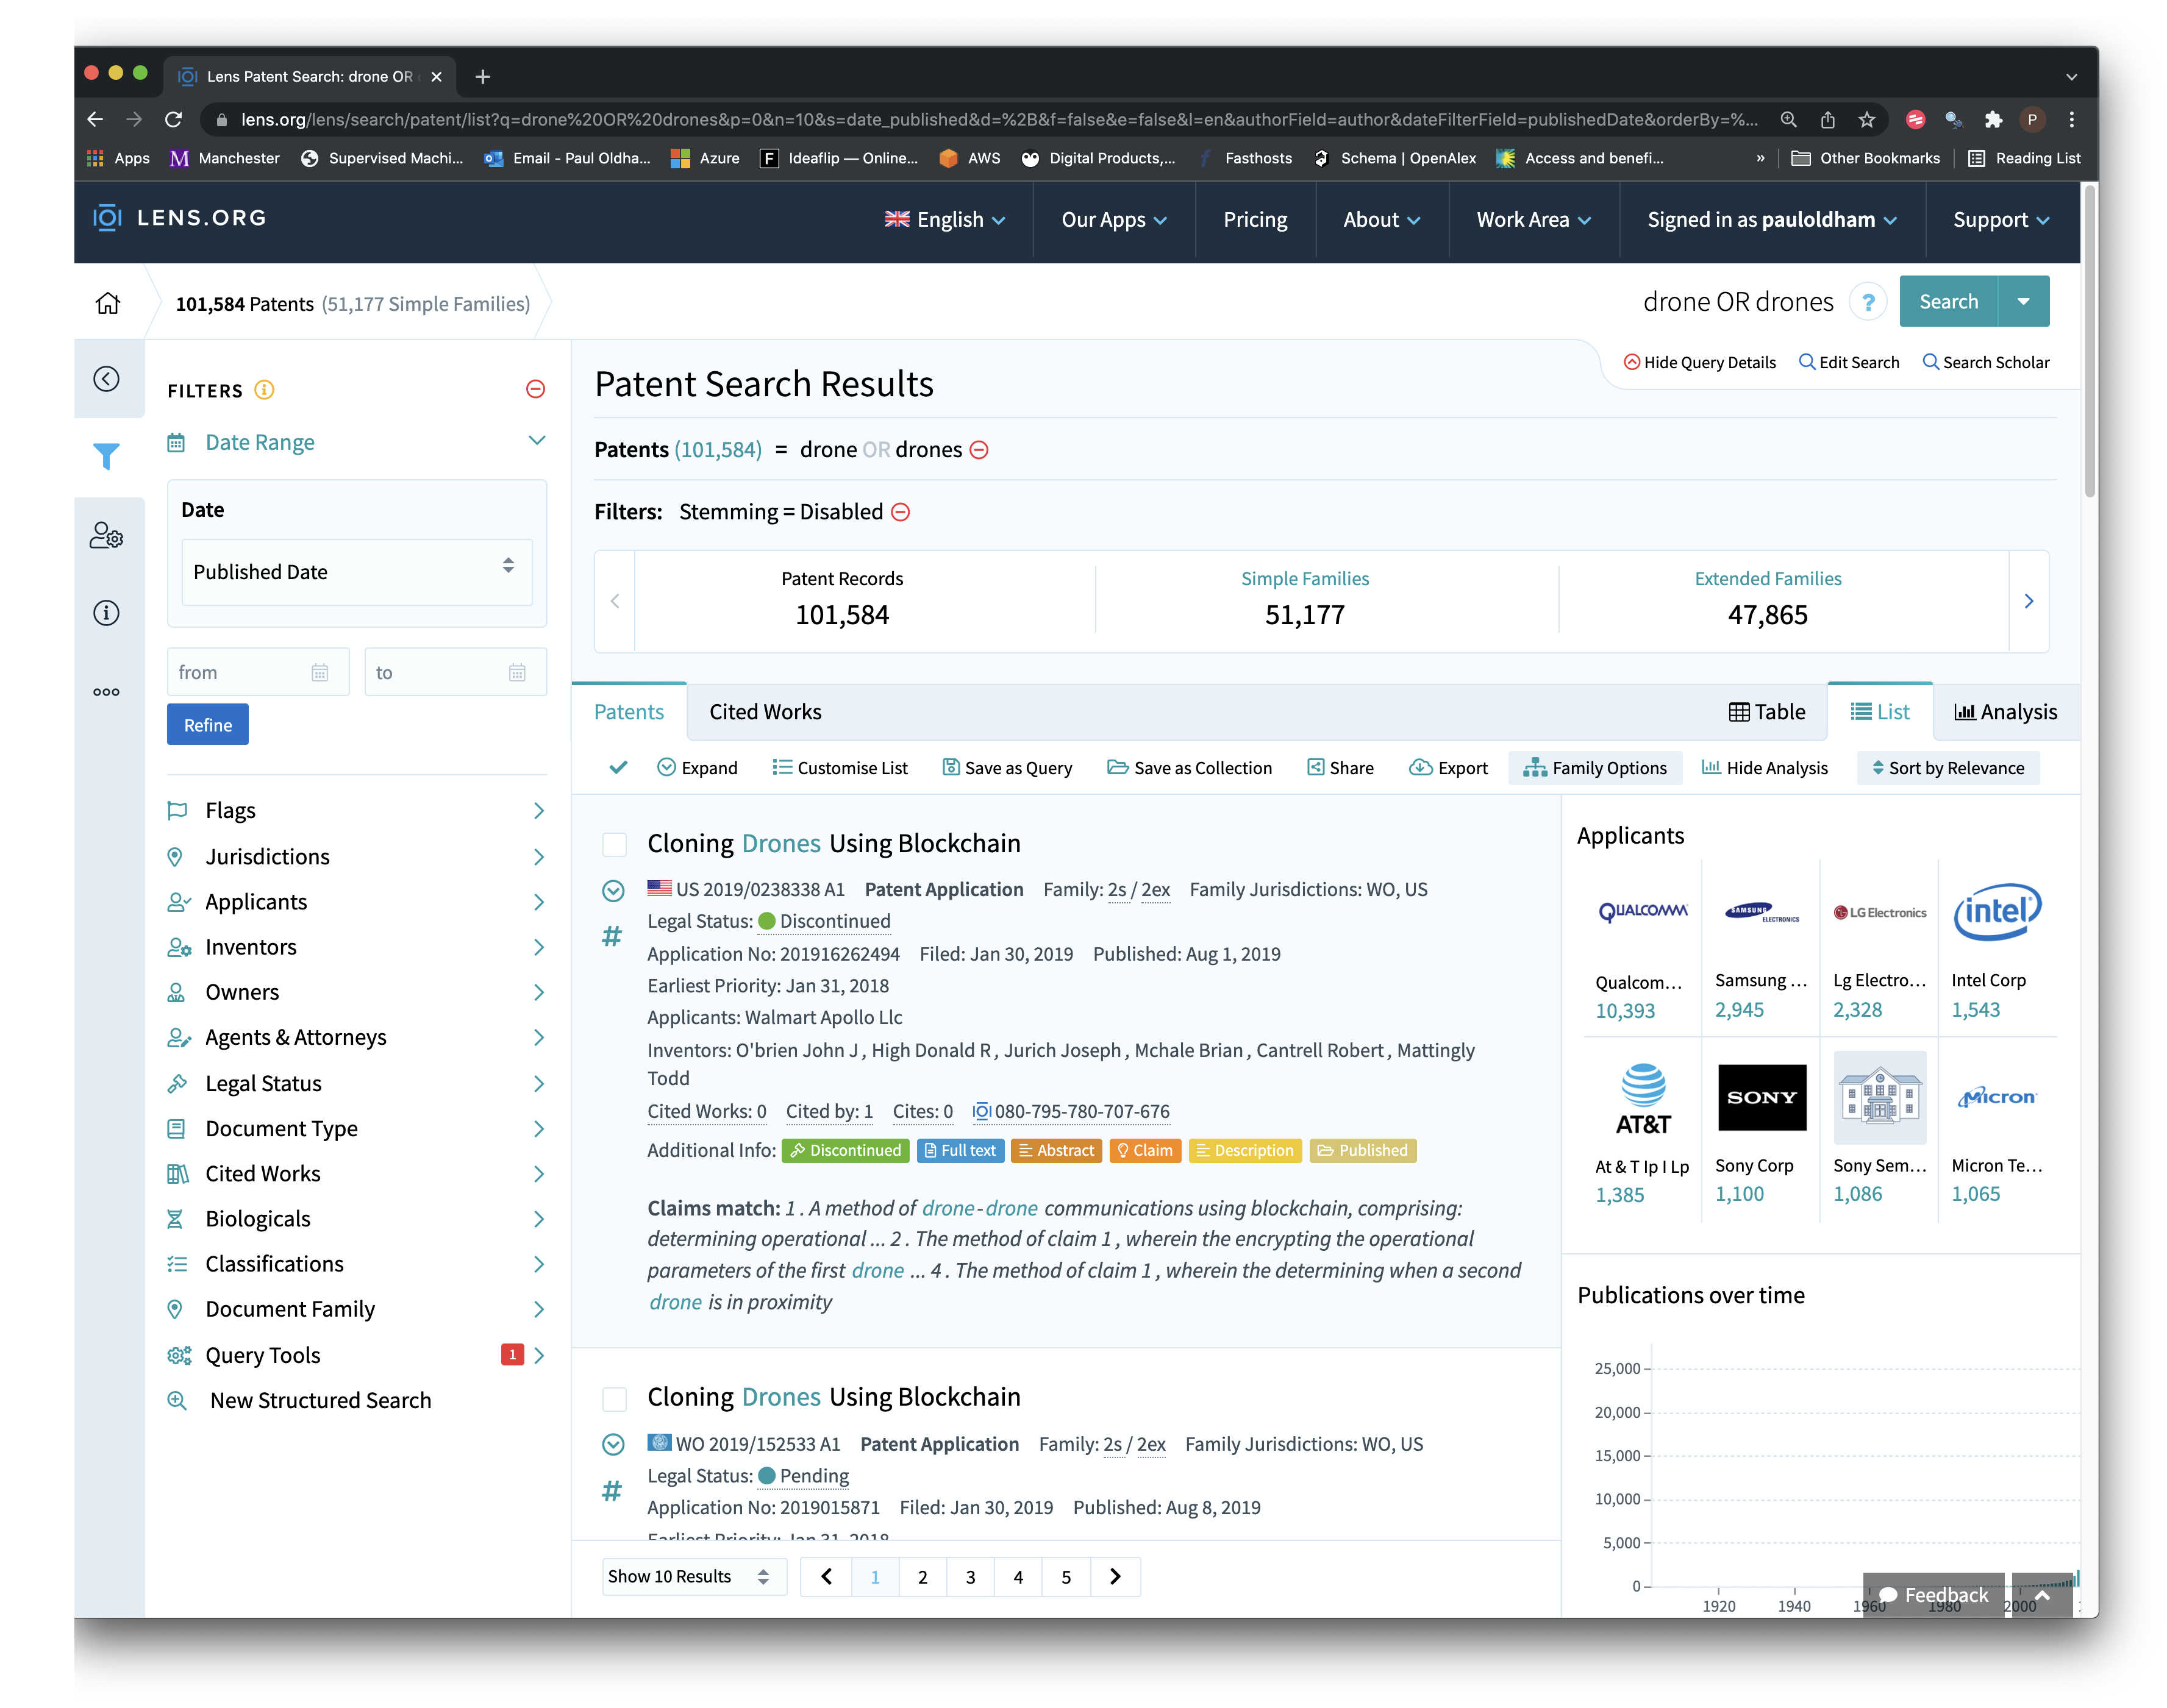 Lens Patent Search: drone OR
lens.org/lens/search/patent/list?q=drone%20OR%20drones&p=0&n=10&s=date_published&d=%2B&f=false&e=false&l=en&authorField=author&dateFilterField=publishedDate&orderBy=%...
P
Apps
M Manchester
Supervised Machi...
Email - Paul Oldha...
Azure
F Ideaflip — Online...
AWS
Digital Products,...
f Fasthosts
Schema | OpenAlex
Access and benefi...
»
Other Bookmarks
Reading List
LENS.ORG
English
Our Apps
Pricing
About
Work Area
Signed in as pauloldham
Support
101,584 Patents (51,177 Simple Families)
drone OR drones
?
Search
Hide Query Details
Edit Search
Search Scholar
FILTERS
Date Range
Date
Published Date
from
to
Refine
Flags
Jurisdictions
Applicants
Inventors
Owners
Agents & Attorneys
Legal Status
Document Type
Cited Works
Biologicals
Classifications
Document Family
Query Tools 1
New Structured Search
Patent Search Results
Patents (101,584) = drone OR drones
Filters: Stemming = Disabled
Patent Records
101,584
Simple Families
51,177
Extended Families
47,865
Patents
Cited Works
Table
List
Analysis
Expand
Customise List
Save as Query
Save as Collection
Share
Export
Family Options
Hide Analysis
Sort by Relevance
Cloning Drones Using Blockchain
US 2019/0238338 A1 Patent Application Family: 2s / 2ex Family Jurisdictions: WO, US
Legal Status: Discontinued
#
Application No: 201916262494 Filed: Jan 30, 2019 Published: Aug 1, 2019
Earliest Priority: Jan 31, 2018
Applicants: Walmart Apollo Llc
Inventors: O'brien John J , High Donald R , Jurich Joseph , Mchale Brian , Cantrell Robert , Mattingly
Todd
Cited Works: 0 Cited by: 1 Cites: 0 080-795-780-707-676
Additional Info: Discontinued Full text Abstract Claim Description Published
Claims match: 1 . A method of drone-drone communications using blockchain, comprising:
determining operational ... 2 . The method of claim 1 , wherein the encrypting the operational
parameters of the first drone ... 4 . The method of claim 1 , wherein the determining when a second
drone is in proximity
Cloning Drones Using Blockchain
WO 2019/152533 A1 Patent Application Family: 2s / 2ex Family Jurisdictions: WO, US
Legal Status: Pending
#
Application No: 2019015871 Filed: Jan 30, 2019 Published: Aug 8, 2019
Earliest Priority: Jan 31, 2018
Show 10 Results
1 2 3 4 5
Applicants
QUALCOMM
SAMSUNG ELECTRONICS
LG Electronics
intel
Qualcom...
10,393
Samsung ...
2,945
Lg Electro...
2,328
Intel Corp
1,543
AT&T
SONY
Micron
At & T Ip I Lp
1,385
Sony Corp
1,100
Sony Sem...
1,086
Micron Te...
1,065
Publications over time
25,000
20,000
15,000
10,000
5,000
0
1920 1940 1960 1980 2000
Feedback